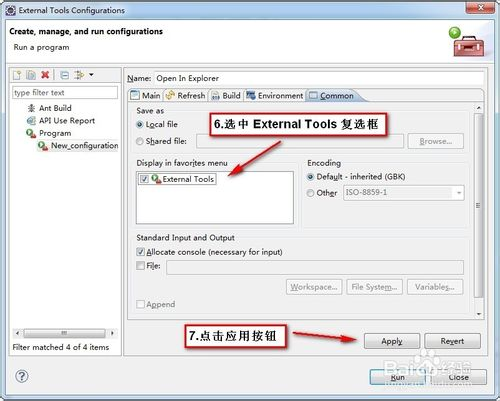 External Tools Configurations
Create, manage, and run configurations
Run a program
type filter text
Ant Build
API Use Report
Program
New_configuration
Filter matched 4 of 4 items
Name: Open In Explorer
Main Refresh Build Environment Common
Save as
Local file
Shared file: Browse...
6.选中 External Tools 复选框
Display in favorites menu
External Tools
Encoding
Default - inherited (GBK)
Other ISO-8859-1
Standard Input and Output
Allocate console (necessary for input)
File:
Workspace... File System... Variables...
Append
7.点击应用按钮
Apply Revert
Run Close
Baidu 经验